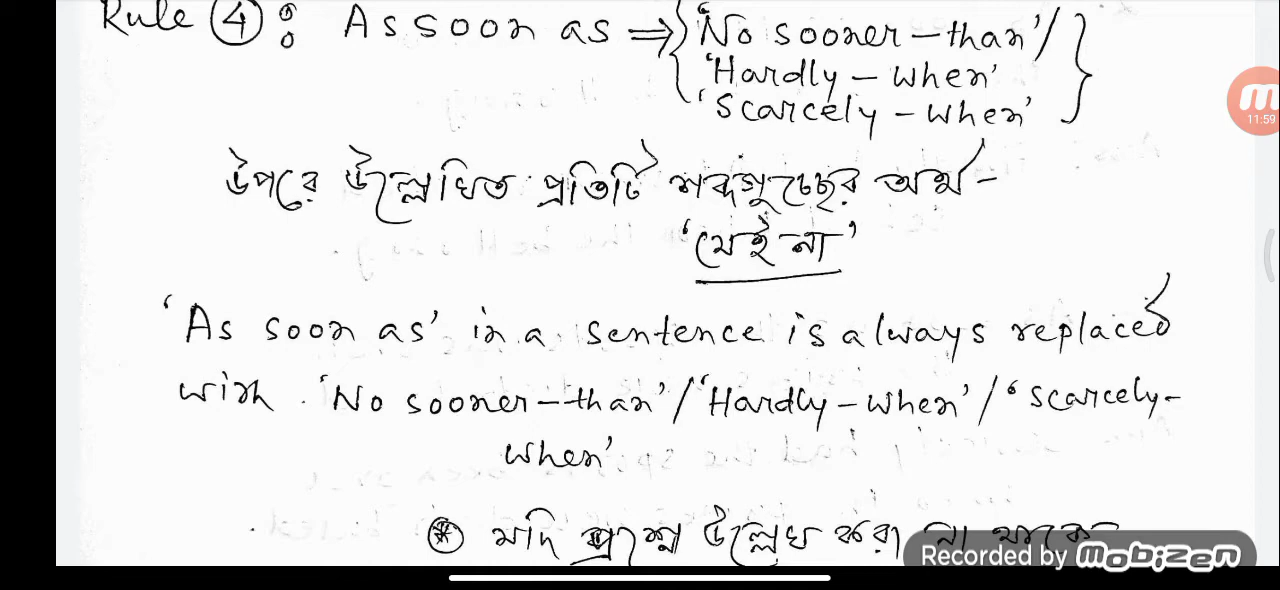 Rule ④ : As soon as ⇒ { 'No sooner – than' /
'Hardly – when'
'Scarcely – when' }
11:59
উপরে উল্লেখিত প্রতিটি শব্দগুচ্ছের অর্থ –
'যেই না'
'As soon as' in a sentence is always replaced
with 'No sooner – than' / 'Hardly – when' / 'Scarcely –
when'
⊛ যদি প্রশ্নে উল্লেখ করা না থাকে
Recorded by mobizen